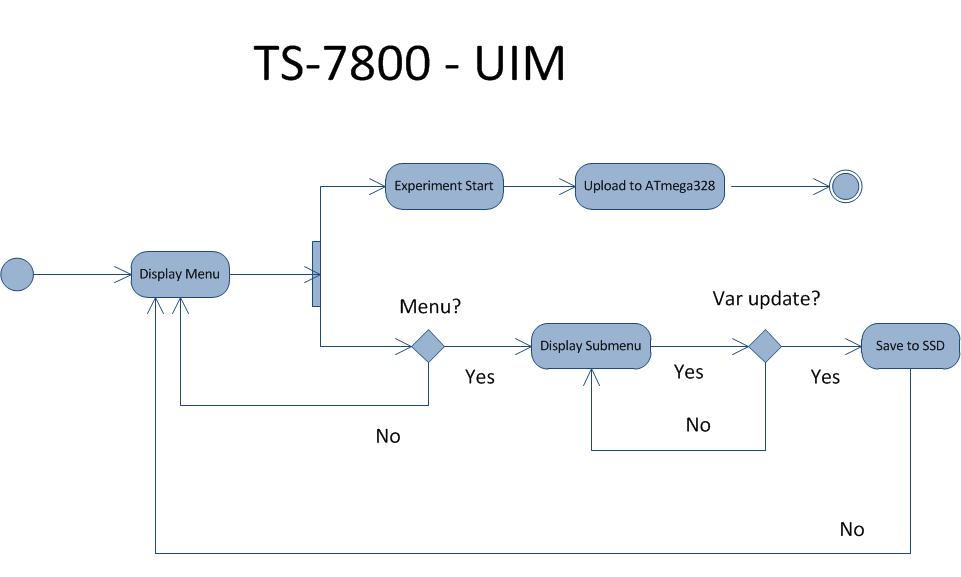 TS-7800 - UIM
Experiment Start
Upload to ATmega328
Display Menu
Menu?
Var update?
Display Submenu
Save to SSD
Yes
Yes
Yes
No
No
No